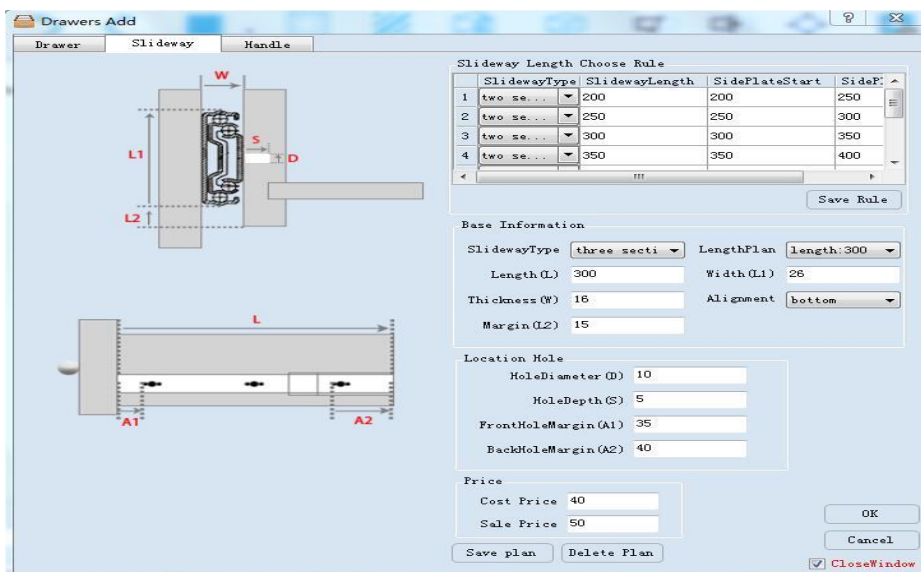 Drawers Add
Drawer Slideway Handle
W
S
L1
D
L2
L
A1 A2
Slideway Length Choose Rule
SlidewayType SlidewayLength SidePlateStart SideP
1 two se... 200 200 250
2 two se... 250 250 300
3 two se... 300 300 350
4 two se... 350 350 400
Save Rule
Base Information
SlidewayType three secti LengthPlan length:300
Length(L) 300 Width(L1) 26
Thickness(W) 16 Alignment bottom
Margin(L2) 15
Location Hole
HoleDiameter(D) 10
HoleDepth(S) 5
FrontHoleMargin(A1) 35
BackHoleMargin(A2) 40
Price
Cost Price 40
Sale Price 50
Save plan Delete Plan
OK
Cancel
CloseWindow